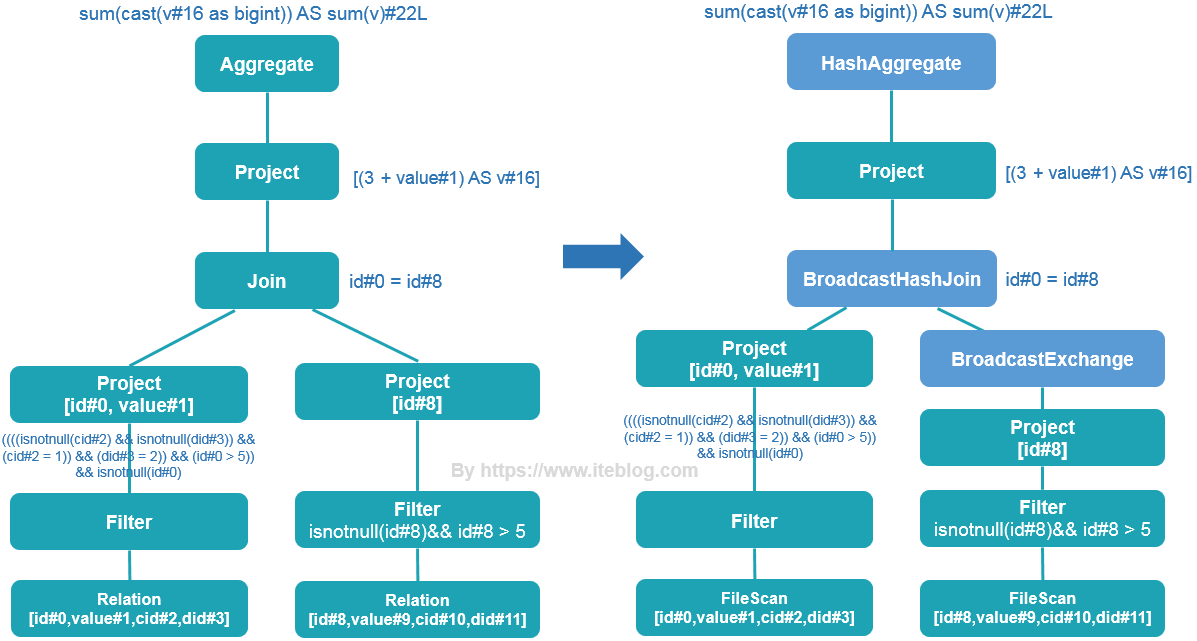 sum(cast(v#16 as bigint)) AS sum(v)#22L
Aggregate
Project
[(3 + value#1) AS v#16]
Join
id#0 = id#8
Project
[id#0, value#1]
((((isnotnull(cid#2) && isnotnull(did#3)) &&
(cid#2 = 1)) && (did#3 = 2)) && (id#0 > 5))
&& isnotnull(id#0)
Filter
Relation
[id#0,value#1,cid#2,did#3]
Project
[id#8]
Filter
isnotnull(id#8)&& id#8 > 5
Relation
[id#8,value#9,cid#10,did#11]
By https://www.iteblog.com
sum(cast(v#16 as bigint)) AS sum(v)#22L
HashAggregate
Project
[(3 + value#1) AS v#16]
BroadcastHashJoin
id#0 = id#8
Project
[id#0, value#1]
((((isnotnull(cid#2) && isnotnull(did#3)) &&
(cid#2 = 1)) && (did#3 = 2)) && (id#0 > 5))
&& isnotnull(id#0)
Filter
FileScan
[id#0,value#1,cid#2,did#3]
BroadcastExchange
Project
[id#8]
Filter
isnotnull(id#8)&& id#8 > 5
FileScan
[id#8,value#9,cid#10,did#11]